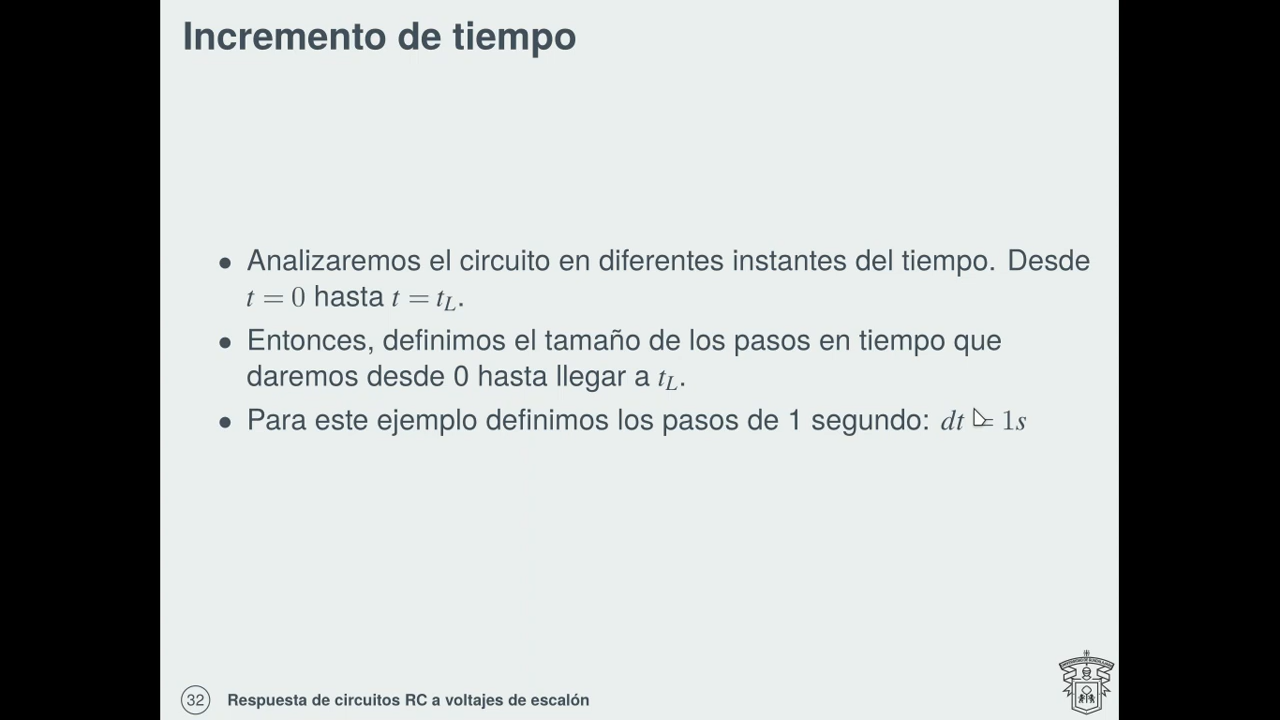 Incremento de tiempo
• Analizaremos el circuito en diferentes instantes del tiempo. Desde
t = 0 hasta t = t_L.
• Entonces, definimos el tamaño de los pasos en tiempo que
daremos desde 0 hasta llegar a t_L.
• Para este ejemplo definimos los pasos de 1 segundo: dt = 1s
32 Respuesta de circuitos RC a voltajes de escalón